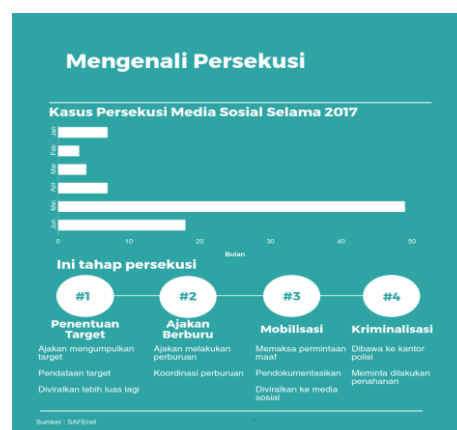 Mengenali Persekusi
Kasus Persekusi Media Sosial Selama 2017
Jan
Feb
Mar
Apr
Mei
Jun
0 10 20 30 40 50
Bulan
Ini tahap persekusi
#1 #2 #3 #4
Penentuan
Target
Ajakan mengumpulkan
target
Pendataan target
Diviralkan lebih luas lagi
Ajakan
Berburu
Ajakan melakukan
perburuan
Koordinasi perburuan
Mobilisasi
Memaksa permintaan
maaf
Pendokumentasikan
Diviralkan ke media
sosial
Kriminalisasi
Dibawa ke kantor
polisi
Meminta dilakukan
penahanan
Sumber : SAFEnet